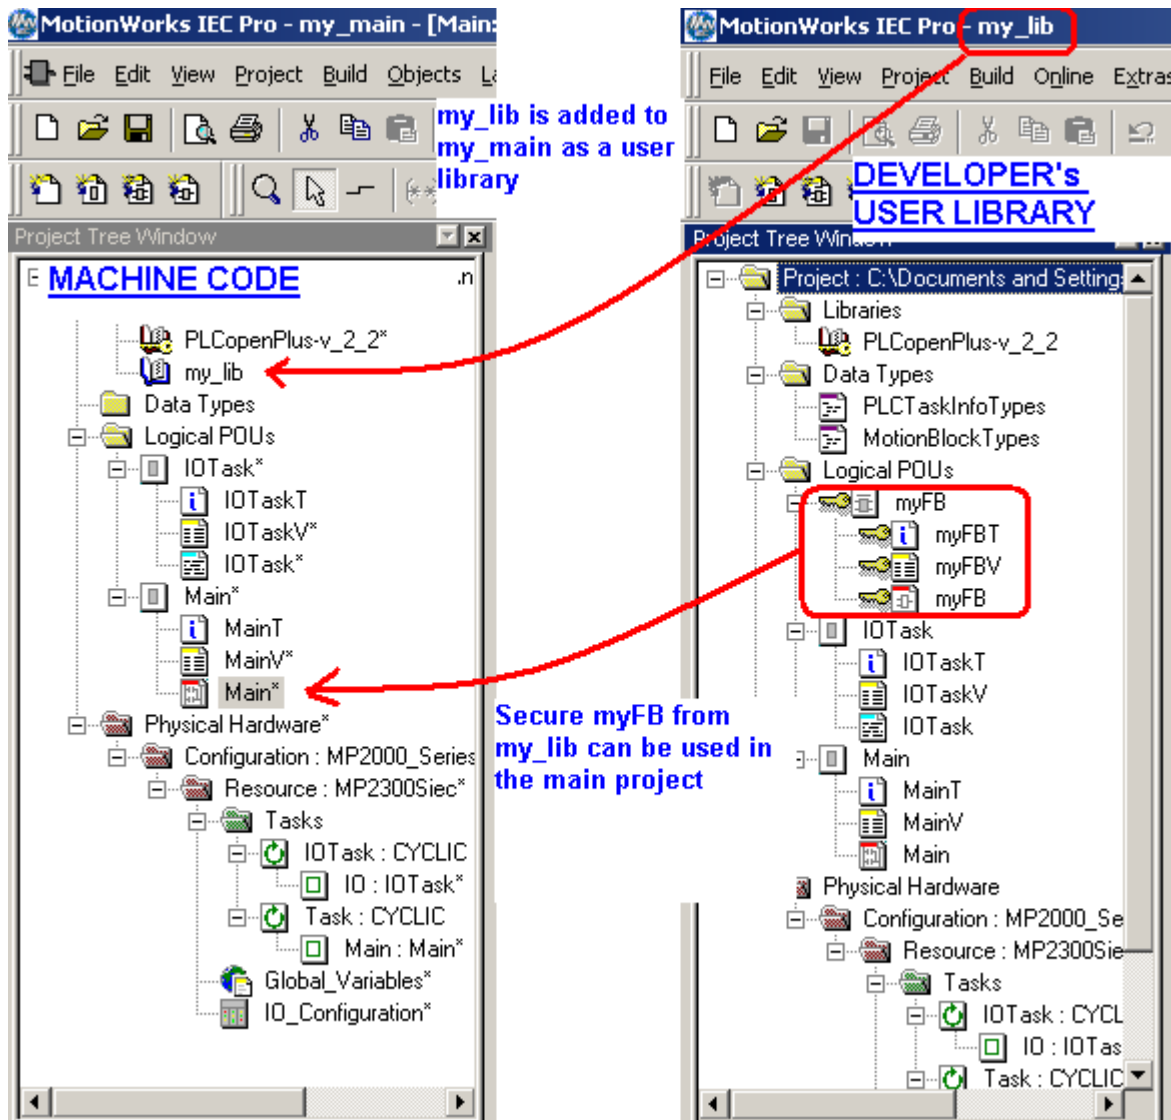 MotionWorks IEC Pro - my_main - [Main:
File Edit View Project Build Objects
my_lib is added to
my_main as a user
library
Project Tree Window
MACHINE CODE
PLCopenPlus-v_2_2*
my_lib
Data Types
Logical POUs
IOTask*
IOTaskT
IOTaskV*
IOTask*
Main*
MainT
MainV*
Main*
Physical Hardware*
Configuration : MP2000_Series
Resource : MP2300Siec*
Tasks
IOTask : CYCLIC
IO : IOTask*
Task : CYCLIC
Main : Main*
Global_Variables*
IO_Configuration*
Secure myFB from
my_lib can be used in
the main project
MotionWorks IEC Pro - my_lib
File Edit View Project Build Online Extras
DEVELOPER's
USER LIBRARY
Project Tree Window
Project : C:\Documents and Setting
Libraries
PLCopenPlus-v_2_2
Data Types
PLCTaskInfoTypes
MotionBlockTypes
Logical POUs
myFB
myFBT
myFBV
myFB
IOTask
IOTaskT
IOTaskV
IOTask
Main
MainT
MainV
Main
Physical Hardware
Configuration : MP2000_Se
Resource : MP2300Sie
Tasks
IOTask : CYCL
IO : IOTas
Task : CYCLIC